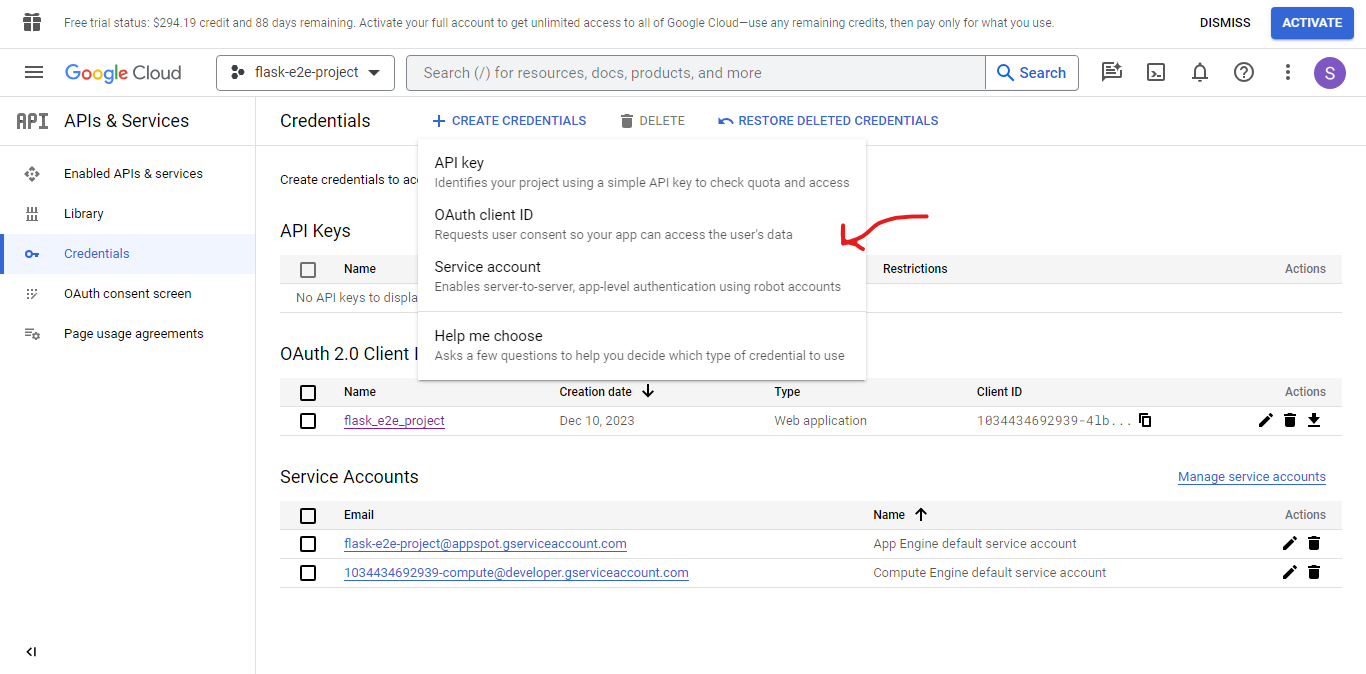 Free trial status: $294.19 credit and 88 days remaining. Activate your full account to get unlimited access to all of Google Cloud—use any remaining credits, then pay only for what you use.
DISMISS
ACTIVATE
Google Cloud
flask-e2e-project
Search (/) for resources, docs, products, and more
Search
S
API
APIs & Services
Enabled APIs & services
Library
Credentials
OAuth consent screen
Page usage agreements
Credentials
CREATE CREDENTIALS
DELETE
RESTORE DELETED CREDENTIALS
API key
Identifies your project using a simple API key to check quota and access
OAuth client ID
Requests user consent so your app can access the user's data
Service account
Enables server-to-server, app-level authentication using robot accounts
Help me choose
Asks a few questions to help you decide which type of credential to use
Create credentials to acc
API Keys
Name
Restrictions
Actions
No API keys to displa
OAuth 2.0 Client I
Name
Creation date
Type
Client ID
Actions
flask_e2e_project
Dec 10, 2023
Web application
1034434692939-4lb...
Service Accounts
Manage service accounts
Email
Name
Actions
flask-e2e-project@appspot.gserviceaccount.com
App Engine default service account
1034434692939-compute@developer.gserviceaccount.com
Compute Engine default service account